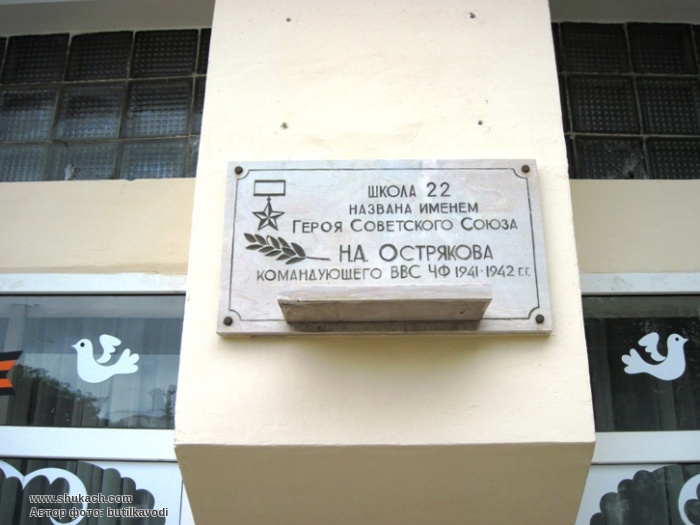 ШКОЛА 22
НАЗВАНА ИМЕНЕМ
ГЕРОЯ СОВЕТСКОГО СОЮЗА
Н.Д. ОСТРЯКОВА
КОМАНДУЮЩЕГО ВВС ЧФ 1941-1942 г.г.
www.shukach.com
Автор фото: butilkavodi